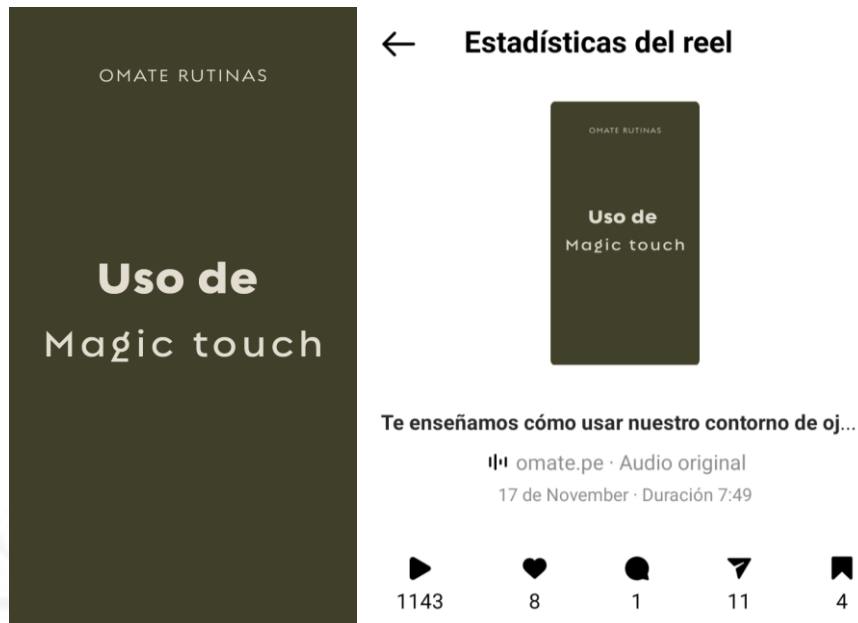 OMATE RUTINAS
Uso de
Magic touch
Estadísticas del reel
OMATE RUTINAS
Uso de
Magic touch
Te enseñamos cómo usar nuestro contorno de oj...
omate.pe · Audio original
17 de November · Duración 7:49
1143 8 1 11 4